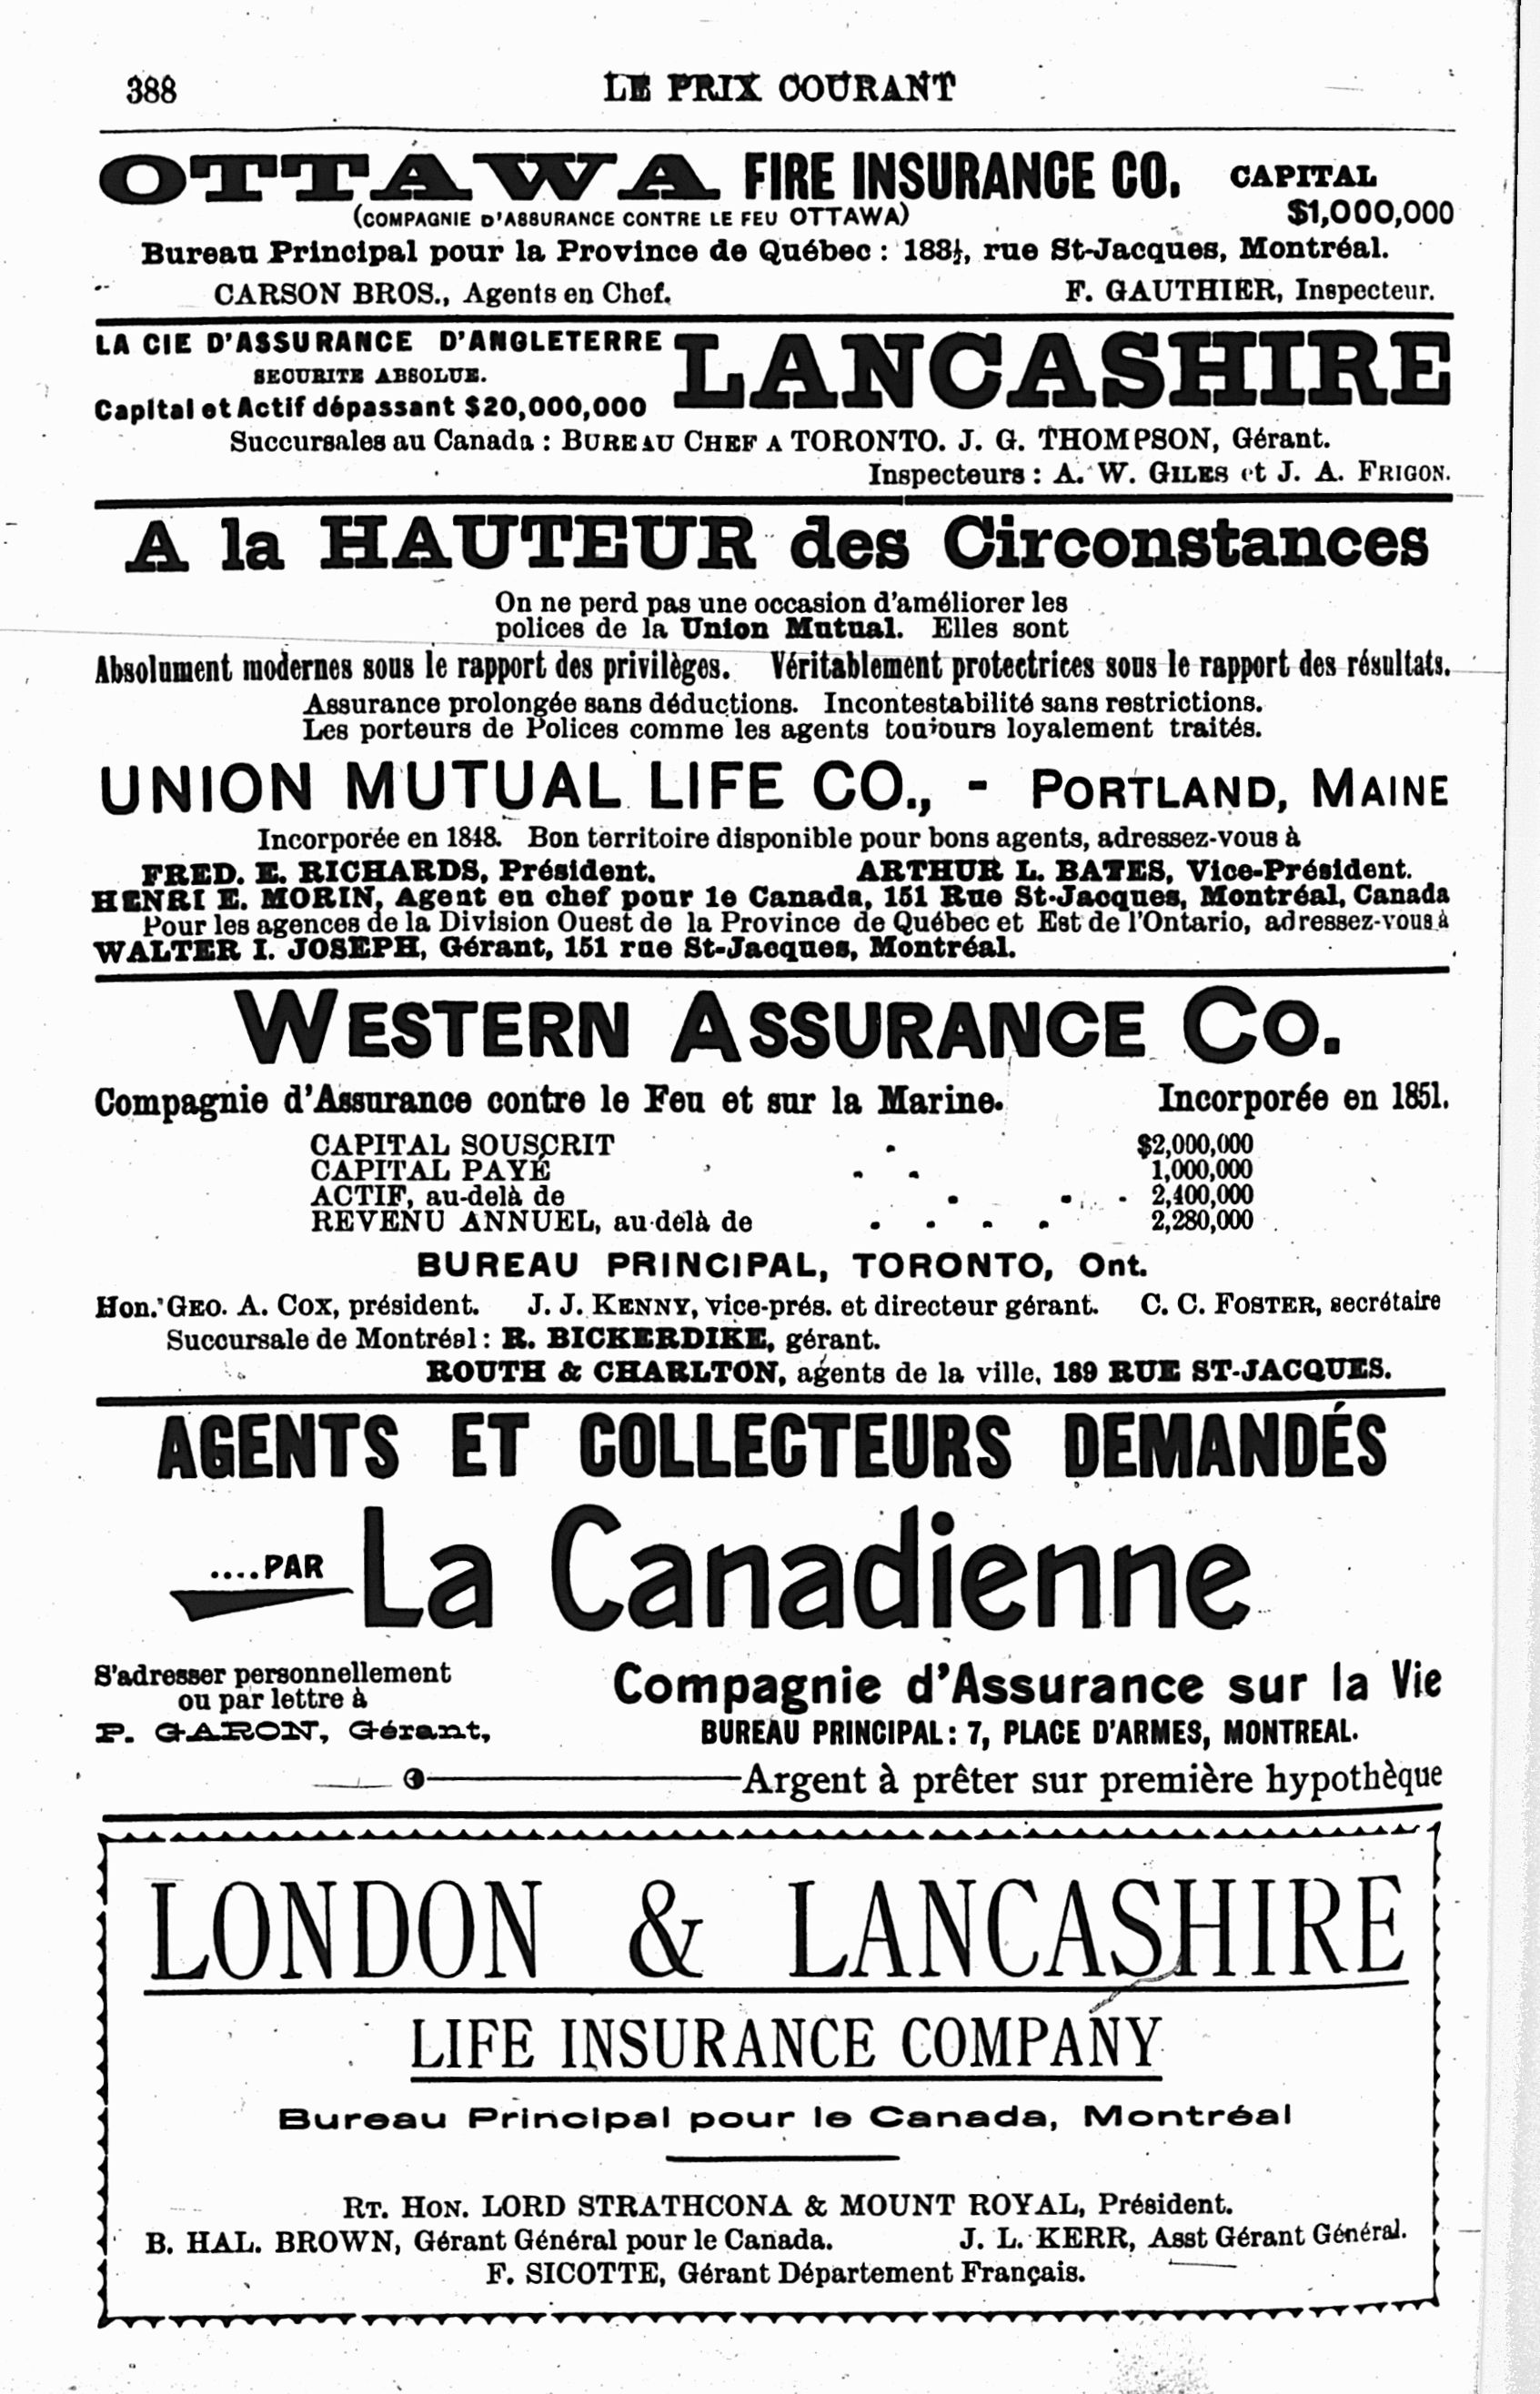 388
LE PRIX COURANT
OTTAWA FIRE INSURANCE CO. CAPITAL
(COMPAGNIE D'ASSURANCE CONTRE LE FEU OTTAWA) $1,000,000
Bureau Principal pour la Province de Québec : 188½, rue St-Jacques, Montréal.
CARSON BROS., Agents en Chef. F. GAUTHIER, Inspecteur.
LA CIE D'ASSURANCE D'ANGLETERRE LANCASHIRE
SECURITE ABSOLUE.
Capital et Actif dépassant $20,000,000
Succursales au Canada : BUREAU CHEF A TORONTO. J. G. THOMPSON, Gérant.
Inspecteurs : A. W. GILES et J. A. FRIGON.
A la HAUTEUR des Circonstances
On ne perd pas une occasion d'améliorer les
polices de la Union Mutual. Elles sont
Absolument modernes sous le rapport des privilèges. Véritablement protectrices sous le rapport des résultats.
Assurance prolongée sans déductions. Incontestabilité sans restrictions.
Les porteurs de Polices comme les agents toujours loyalement traités.
UNION MUTUAL LIFE CO., - PORTLAND, MAINE
Incorporée en 1848. Bon territoire disponible pour bons agents, adressez-vous à
FRED. E. RICHARDS, Président. ARTHUR L. BATES, Vice-Président.
HENRI E. MORIN, Agent en chef pour le Canada, 151 Rue St-Jacques, Montréal, Canada
Pour les agences de la Division Ouest de la Province de Québec et Est de l'Ontario, adressez-vous à
WALTER I. JOSEPH, Gérant, 151 rue St-Jacques, Montréal.
WESTERN ASSURANCE CO.
Compagnie d'Assurance contre le Feu et sur la Marine. Incorporée en 1851.
CAPITAL SOUSCRIT - $2,000,000
CAPITAL PAYÉ - - 1,000,000
ACTIF, au-delà de - - - 2,400,000
REVENU ANNUEL, au-delà de - - - - 2,280,000
BUREAU PRINCIPAL, TORONTO, Ont.
Hon. GEO. A. COX, président. J. J. KENNY, vice-prés. et directeur gérant. C. C. FOSTER, secrétaire
Succursale de Montréal : R. BICKERDIKE, gérant.
ROUTH & CHARLTON, agents de la ville, 189 RUE ST-JACQUES.
AGENTS ET COLLECTEURS DEMANDÉS
....PAR La Canadienne
S'adresser personnellement
ou par lettre à
P. GARON, Gérant,
Compagnie d'Assurance sur la Vie
BUREAU PRINCIPAL : 7, PLACE D'ARMES, MONTREAL.
Argent à prêter sur première hypothèque
LONDON & LANCASHIRE
LIFE INSURANCE COMPANY
Bureau Principal pour le Canada, Montréal
RT. HON. LORD STRATHCONA & MOUNT ROYAL, Président.
B. HAL. BROWN, Gérant Général pour le Canada. J. L. KERR, Asst Gérant Général.
F. SICOTTE, Gérant Département Français.